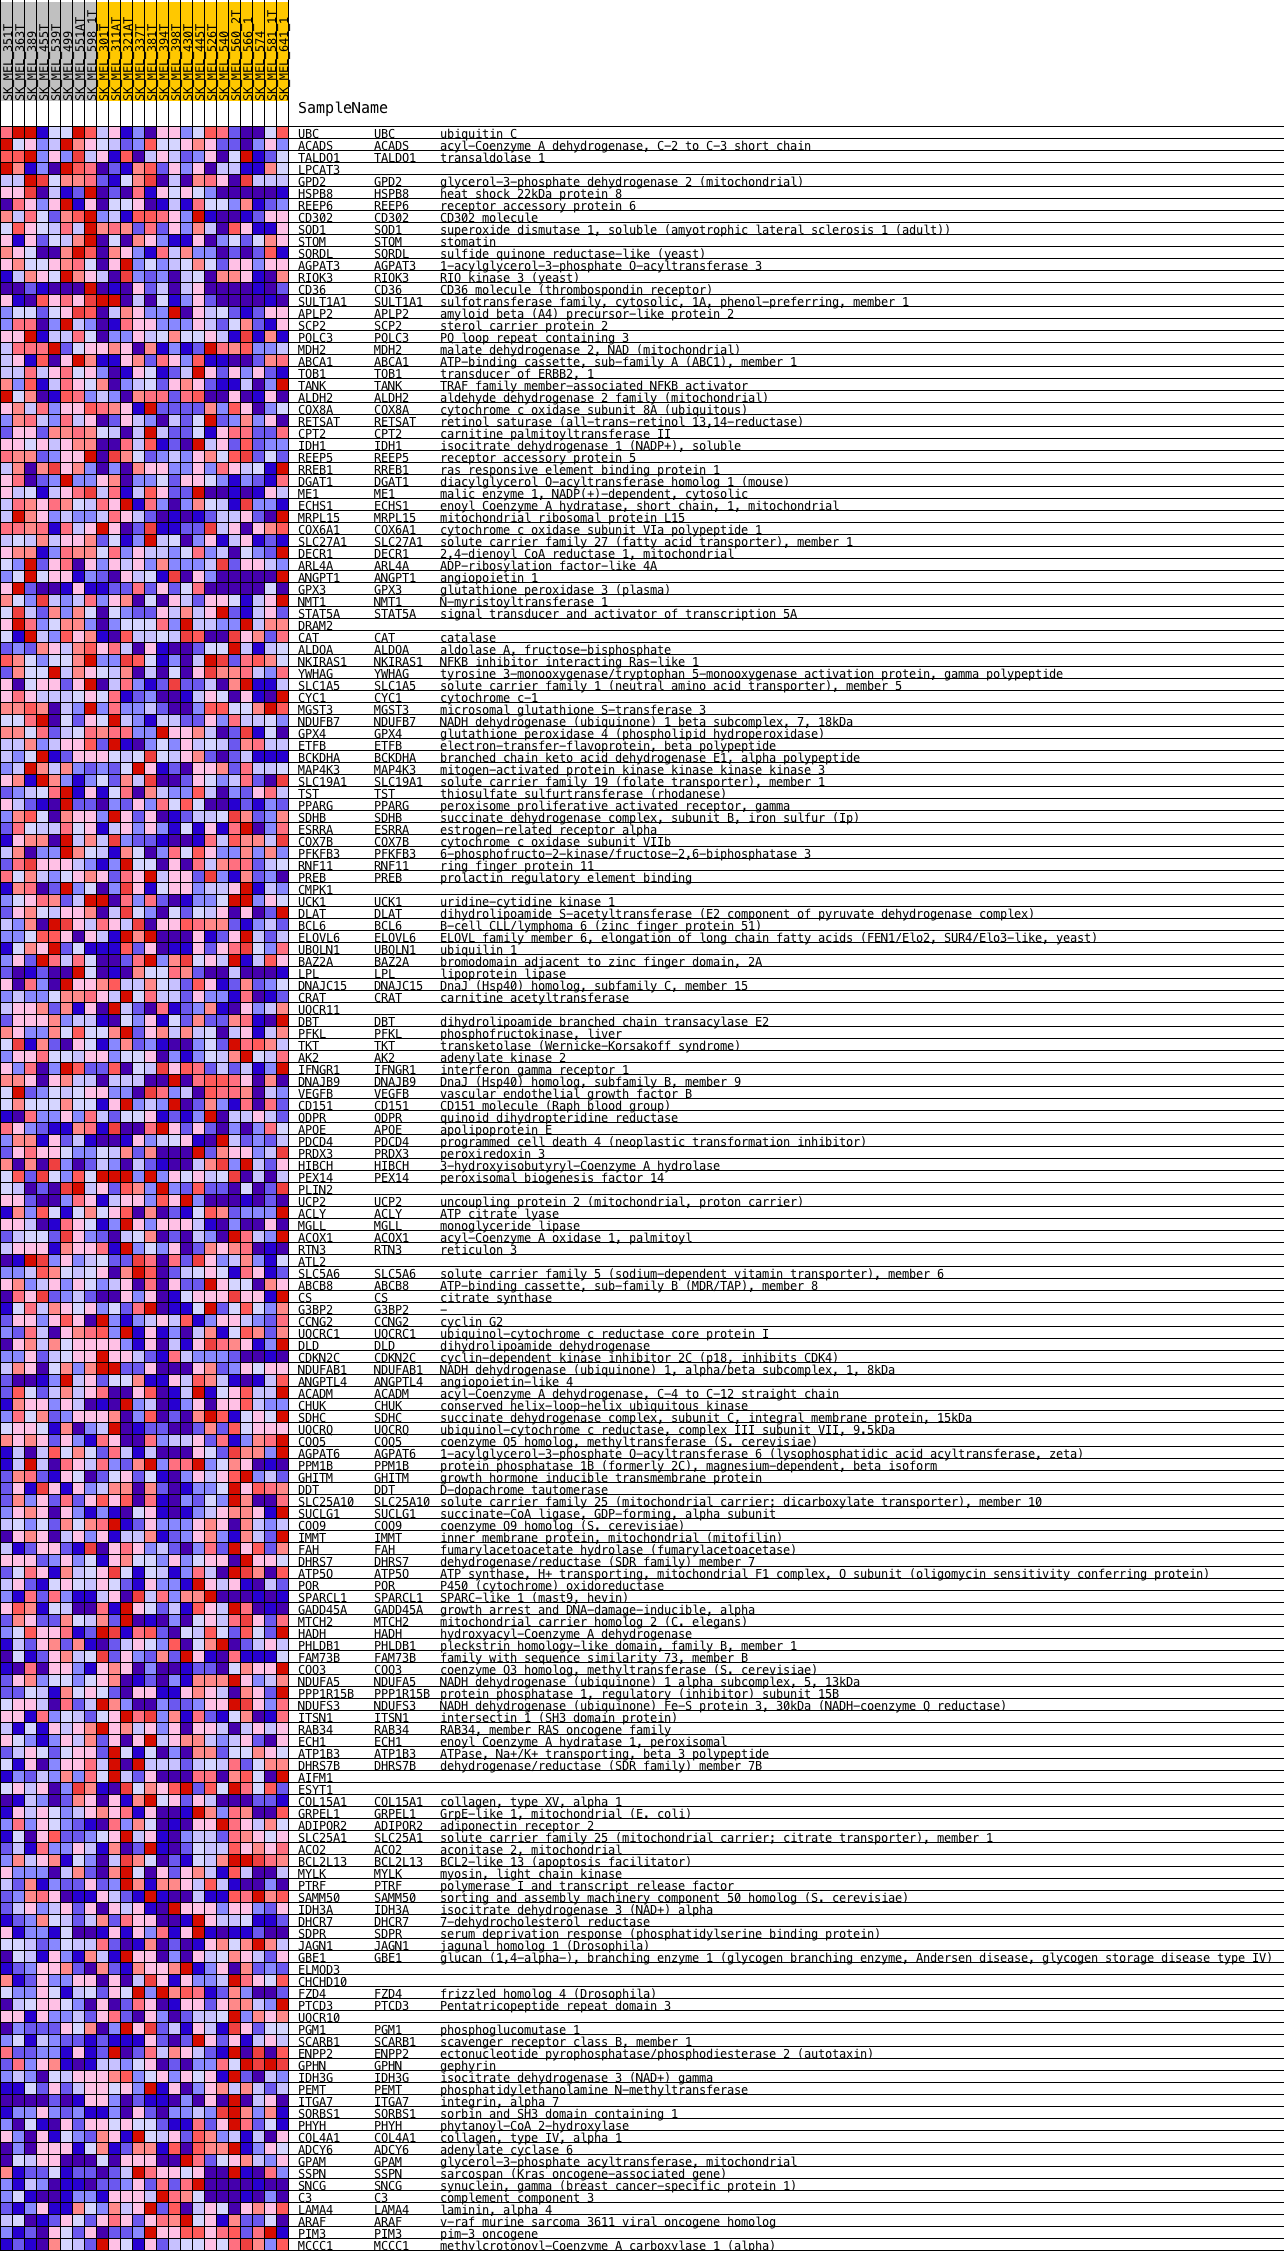 SK_MEL_351T
SK_MEL_363T
SK_MEL_389
SK_MEL_455T
SK_MEL_539T
SK_MEL_499
SK_MEL_551AT
SK_MEL_598_1T
SK_MEL_301T
SK_MEL_311AT
SK_MEL_321AT
SK_MEL_337T
SK_MEL_381T
SK_MEL_394T
SK_MEL_398T
SK_MEL_430T
SK_MEL_445T
SK_MEL_526T
SK_MEL_540
SK_MEL_560_2T
SK_MEL_566_1
SK_MEL_574
SK_MEL_581_1T
SK_MEL_641_1
SampleName
UBC UBC ubiquitin C
ACADS ACADS acyl-Coenzyme A dehydrogenase, C-2 to C-3 short chain
TALDO1 TALDO1 transaldolase 1
LPCAT3
GPD2 GPD2 glycerol-3-phosphate dehydrogenase 2 (mitochondrial)
HSPB8 HSPB8 heat shock 22kDa protein 8
REEP6 REEP6 receptor accessory protein 6
CD302 CD302 CD302 molecule
SOD1 SOD1 superoxide dismutase 1, soluble (amyotrophic lateral sclerosis 1 (adult))
STOM STOM stomatin
SQRDL SQRDL sulfide quinone reductase-like (yeast)
AGPAT3 AGPAT3 1-acylglycerol-3-phosphate O-acyltransferase 3
RIOK3 RIOK3 RIO kinase 3 (yeast)
CD36 CD36 CD36 molecule (thrombospondin receptor)
SULT1A1 SULT1A1 sulfotransferase family, cytosolic, 1A, phenol-preferring, member 1
APLP2 APLP2 amyloid beta (A4) precursor-like protein 2
SCP2 SCP2 sterol carrier protein 2
PQLC3 PQLC3 PQ loop repeat containing 3
MDH2 MDH2 malate dehydrogenase 2, NAD (mitochondrial)
ABCA1 ABCA1 ATP-binding cassette, sub-family A (ABC1), member 1
TOB1 TOB1 transducer of ERBB2, 1
TANK TANK TRAF family member-associated NFKB activator
ALDH2 ALDH2 aldehyde dehydrogenase 2 family (mitochondrial)
COX8A COX8A cytochrome c oxidase subunit 8A (ubiquitous)
RETSAT RETSAT retinol saturase (all-trans-retinol 13,14-reductase)
CPT2 CPT2 carnitine palmitoyltransferase II
IDH1 IDH1 isocitrate dehydrogenase 1 (NADP+), soluble
REEP5 REEP5 receptor accessory protein 5
RREB1 RREB1 ras responsive element binding protein 1
DGAT1 DGAT1 diacylglycerol O-acyltransferase homolog 1 (mouse)
ME1 ME1 malic enzyme 1, NADP(+)-dependent, cytosolic
ECHS1 ECHS1 enoyl Coenzyme A hydratase, short chain, 1, mitochondrial
MRPL15 MRPL15 mitochondrial ribosomal protein L15
COX6A1 COX6A1 cytochrome c oxidase subunit VIa polypeptide 1
SLC27A1 SLC27A1 solute carrier family 27 (fatty acid transporter), member 1
DECR1 DECR1 2,4-dienoyl CoA reductase 1, mitochondrial
ARL4A ARL4A ADP-ribosylation factor-like 4A
ANGPT1 ANGPT1 angiopoietin 1
GPX3 GPX3 glutathione peroxidase 3 (plasma)
NMT1 NMT1 N-myristoyltransferase 1
STAT5A STAT5A signal transducer and activator of transcription 5A
DRAM2
CAT CAT catalase
ALDOA ALDOA aldolase A, fructose-bisphosphate
NKIRAS1 NKIRAS1 NFKB inhibitor interacting Ras-like 1
YWHAG YWHAG tyrosine 3-monooxygenase/tryptophan 5-monooxygenase activation protein, gamma polypeptide
SLC1A5 SLC1A5 solute carrier family 1 (neutral amino acid transporter), member 5
CYC1 CYC1 cytochrome c-1
MGST3 MGST3 microsomal glutathione S-transferase 3
NDUFB7 NDUFB7 NADH dehydrogenase (ubiquinone) 1 beta subcomplex, 7, 18kDa
GPX4 GPX4 glutathione peroxidase 4 (phospholipid hydroperoxidase)
ETFB ETFB electron-transfer-flavoprotein, beta polypeptide
BCKDHA BCKDHA branched chain keto acid dehydrogenase E1, alpha polypeptide
MAP4K3 MAP4K3 mitogen-activated protein kinase kinase kinase kinase 3
SLC19A1 SLC19A1 solute carrier family 19 (folate transporter), member 1
TST TST thiosulfate sulfurtransferase (rhodanese)
PPARG PPARG peroxisome proliferative activated receptor, gamma
SDHB SDHB succinate dehydrogenase complex, subunit B, iron sulfur (Ip)
ESRRA ESRRA estrogen-related receptor alpha
COX7B COX7B cytochrome c oxidase subunit VIIb
PFKFB3 PFKFB3 6-phosphofructo-2-kinase/fructose-2,6-biphosphatase 3
RNF11 RNF11 ring finger protein 11
PREB PREB prolactin regulatory element binding
CMPK1
UCK1 UCK1 uridine-cytidine kinase 1
DLAT DLAT dihydrolipoamide S-acetyltransferase (E2 component of pyruvate dehydrogenase complex)
BCL6 BCL6 B-cell CLL/lymphoma 6 (zinc finger protein 51)
ELOVL6 ELOVL6 ELOVL family member 6, elongation of long chain fatty acids (FEN1/Elo2, SUR4/Elo3-like, yeast)
UBQLN1 UBQLN1 ubiquilin 1
BAZ2A BAZ2A bromodomain adjacent to zinc finger domain, 2A
LPL LPL lipoprotein lipase
DNAJC15 DNAJC15 DnaJ (Hsp40) homolog, subfamily C, member 15
CRAT CRAT carnitine acetyltransferase
UQCR11
DBT DBT dihydrolipoamide branched chain transacylase E2
PFKL PFKL phosphofructokinase, liver
TKT TKT transketolase (Wernicke-Korsakoff syndrome)
AK2 AK2 adenylate kinase 2
IFNGR1 IFNGR1 interferon gamma receptor 1
DNAJB9 DNAJB9 DnaJ (Hsp40) homolog, subfamily B, member 9
VEGFB VEGFB vascular endothelial growth factor B
CD151 CD151 CD151 molecule (Raph blood group)
QDPR QDPR quinoid dihydropteridine reductase
APOE APOE apolipoprotein E
PDCD4 PDCD4 programmed cell death 4 (neoplastic transformation inhibitor)
PRDX3 PRDX3 peroxiredoxin 3
HIBCH HIBCH 3-hydroxyisobutyryl-Coenzyme A hydrolase
PEX14 PEX14 peroxisomal biogenesis factor 14
PLIN2
UCP2 UCP2 uncoupling protein 2 (mitochondrial, proton carrier)
ACLY ACLY ATP citrate lyase
MGLL MGLL monoglyceride lipase
ACOX1 ACOX1 acyl-Coenzyme A oxidase 1, palmitoyl
RTN3 RTN3 reticulon 3
ATL2
SLC5A6 SLC5A6 solute carrier family 5 (sodium-dependent vitamin transporter), member 6
ABCB8 ABCB8 ATP-binding cassette, sub-family B (MDR/TAP), member 8
CS CS citrate synthase
G3BP2 G3BP2 -
CCNG2 CCNG2 cyclin G2
UQCRC1 UQCRC1 ubiquinol-cytochrome c reductase core protein I
DLD DLD dihydrolipoamide dehydrogenase
CDKN2C CDKN2C cyclin-dependent kinase inhibitor 2C (p18, inhibits CDK4)
NDUFAB1 NDUFAB1 NADH dehydrogenase (ubiquinone) 1, alpha/beta subcomplex, 1, 8kDa
ANGPTL4 ANGPTL4 angiopoietin-like 4
ACADM ACADM acyl-Coenzyme A dehydrogenase, C-4 to C-12 straight chain
CHUK CHUK conserved helix-loop-helix ubiquitous kinase
SDHC SDHC succinate dehydrogenase complex, subunit C, integral membrane protein, 15kDa
UQCRQ UQCRQ ubiquinol-cytochrome c reductase, complex III subunit VII, 9.5kDa
COQ5 COQ5 coenzyme Q5 homolog, methyltransferase (S. cerevisiae)
AGPAT6 AGPAT6 1-acylglycerol-3-phosphate O-acyltransferase 6 (lysophosphatidic acid acyltransferase, zeta)
PPM1B PPM1B protein phosphatase 1B (formerly 2C), magnesium-dependent, beta isoform
GHITM GHITM growth hormone inducible transmembrane protein
DDT DDT D-dopachrome tautomerase
SLC25A10 SLC25A10 solute carrier family 25 (mitochondrial carrier; dicarboxylate transporter), member 10
SUCLG1 SUCLG1 succinate-CoA ligase, GDP-forming, alpha subunit
COQ9 COQ9 coenzyme Q9 homolog (S. cerevisiae)
IMMT IMMT inner membrane protein, mitochondrial (mitofilin)
FAH FAH fumarylacetoacetate hydrolase (fumarylacetoacetase)
DHRS7 DHRS7 dehydrogenase/reductase (SDR family) member 7
ATP5O ATP5O ATP synthase, H+ transporting, mitochondrial F1 complex, O subunit (oligomycin sensitivity conferring protein)
POR POR P450 (cytochrome) oxidoreductase
SPARCL1 SPARCL1 SPARC-like 1 (mast9, hevin)
GADD45A GADD45A growth arrest and DNA-damage-inducible, alpha
MTCH2 MTCH2 mitochondrial carrier homolog 2 (C. elegans)
HADH HADH hydroxyacyl-Coenzyme A dehydrogenase
PHLDB1 PHLDB1 pleckstrin homology-like domain, family B, member 1
FAM73B FAM73B family with sequence similarity 73, member B
COQ3 COQ3 coenzyme Q3 homolog, methyltransferase (S. cerevisiae)
NDUFA5 NDUFA5 NADH dehydrogenase (ubiquinone) 1 alpha subcomplex, 5, 13kDa
PPP1R15B PPP1R15B protein phosphatase 1, regulatory (inhibitor) subunit 15B
NDUFS3 NDUFS3 NADH dehydrogenase (ubiquinone) Fe-S protein 3, 30kDa (NADH-coenzyme Q reductase)
ITSN1 ITSN1 intersectin 1 (SH3 domain protein)
RAB34 RAB34 RAB34, member RAS oncogene family
ECH1 ECH1 enoyl Coenzyme A hydratase 1, peroxisomal
ATP1B3 ATP1B3 ATPase, Na+/K+ transporting, beta 3 polypeptide
DHRS7B DHRS7B dehydrogenase/reductase (SDR family) member 7B
AIFM1
ESYT1
COL15A1 COL15A1 collagen, type XV, alpha 1
GRPEL1 GRPEL1 GrpE-like 1, mitochondrial (E. coli)
ADIPOR2 ADIPOR2 adiponectin receptor 2
SLC25A1 SLC25A1 solute carrier family 25 (mitochondrial carrier; citrate transporter), member 1
ACO2 ACO2 aconitase 2, mitochondrial
BCL2L13 BCL2L13 BCL2-like 13 (apoptosis facilitator)
MYLK MYLK myosin, light chain kinase
PTRF PTRF polymerase I and transcript release factor
SAMM50 SAMM50 sorting and assembly machinery component 50 homolog (S. cerevisiae)
IDH3A IDH3A isocitrate dehydrogenase 3 (NAD+) alpha
DHCR7 DHCR7 7-dehydrocholesterol reductase
SDPR SDPR serum deprivation response (phosphatidylserine binding protein)
JAGN1 JAGN1 jagunal homolog 1 (Drosophila)
GBE1 GBE1 glucan (1,4-alpha-), branching enzyme 1 (glycogen branching enzyme, Andersen disease, glycogen storage disease type IV)
ELMOD3
CHCHD10
FZD4 FZD4 frizzled homolog 4 (Drosophila)
PTCD3 PTCD3 Pentatricopeptide repeat domain 3
UQCR10
PGM1 PGM1 phosphoglucomutase 1
SCARB1 SCARB1 scavenger receptor class B, member 1
ENPP2 ENPP2 ectonucleotide pyrophosphatase/phosphodiesterase 2 (autotaxin)
GPHN GPHN gephyrin
IDH3G IDH3G isocitrate dehydrogenase 3 (NAD+) gamma
PEMT PEMT phosphatidylethanolamine N-methyltransferase
ITGA7 ITGA7 integrin, alpha 7
SORBS1 SORBS1 sorbin and SH3 domain containing 1
PHYH PHYH phytanoyl-CoA 2-hydroxylase
COL4A1 COL4A1 collagen, type IV, alpha 1
ADCY6 ADCY6 adenylate cyclase 6
GPAM GPAM glycerol-3-phosphate acyltransferase, mitochondrial
SSPN SSPN sarcospan (Kras oncogene-associated gene)
SNCG SNCG synuclein, gamma (breast cancer-specific protein 1)
C3 C3 complement component 3
LAMA4 LAMA4 laminin, alpha 4
ARAF ARAF v-raf murine sarcoma 3611 viral oncogene homolog
PIM3 PIM3 pim-3 oncogene
MCCC1 MCCC1 methylcrotonoyl-Coenzyme A carboxylase 1 (alpha)